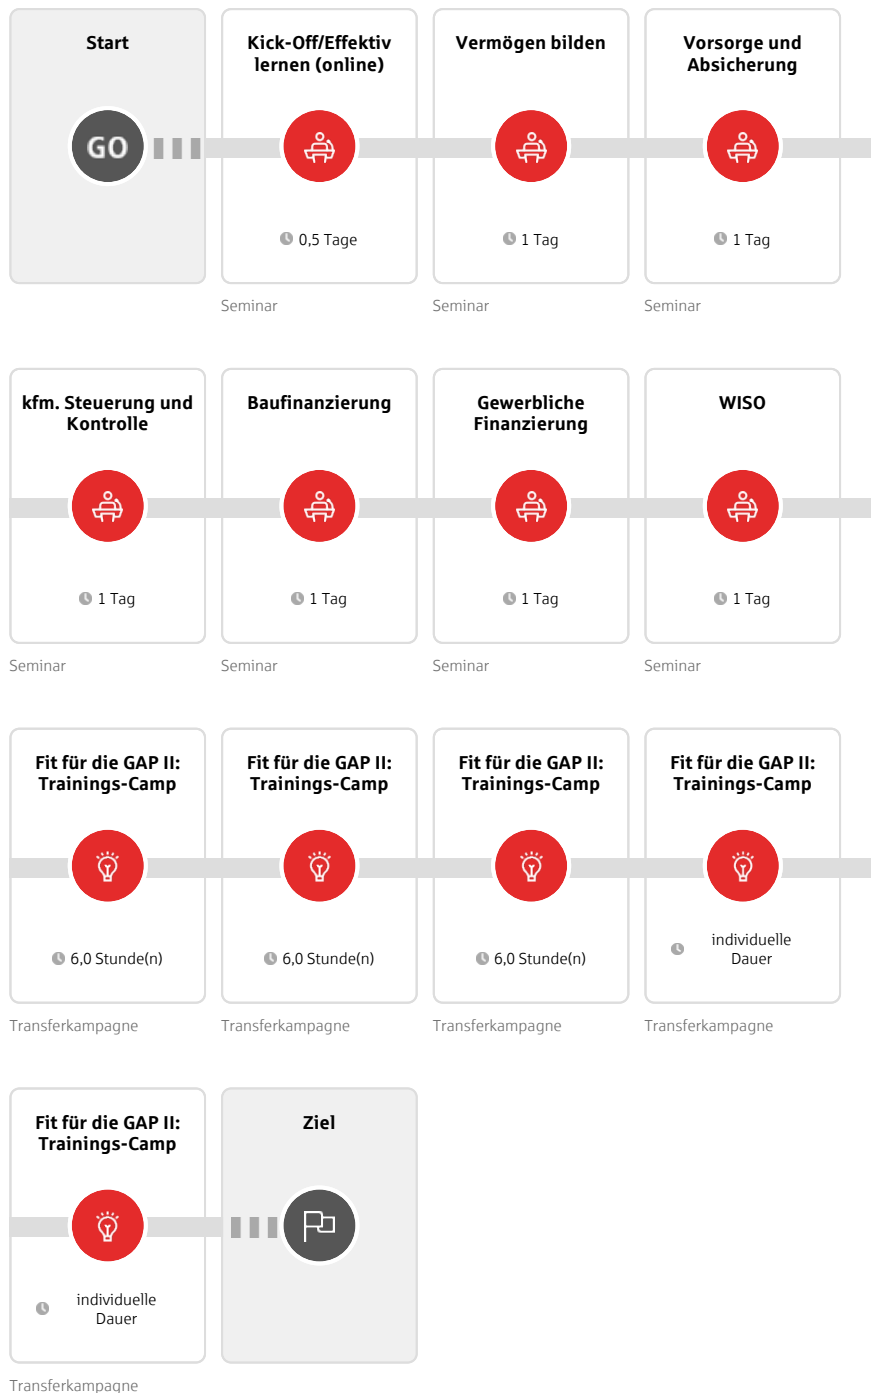 Start
Kick-Off/Effektiv
lernen (online)
Vermögen bilden
Vorsorge und
Absicherung
GO
0,5 Tage
1 Tag
1 Tag
Seminar
Seminar
Seminar
kfm. Steuerung und
Kontrolle
Baufinanzierung
Gewerbliche
Finanzierung
WISO
1 Tag
1 Tag
1 Tag
1 Tag
Seminar
Seminar
Seminar
Seminar
Fit für die GAP II:
Trainings-Camp
Fit für die GAP II:
Trainings-Camp
Fit für die GAP II:
Trainings-Camp
Fit für die GAP II:
Trainings-Camp
6,0 Stunde(n)
6,0 Stunde(n)
6,0 Stunde(n)
individuelle
Dauer
Transferkampagne
Transferkampagne
Transferkampagne
Transferkampagne
Fit für die GAP II:
Trainings-Camp
Ziel
individuelle
Dauer
Transferkampagne